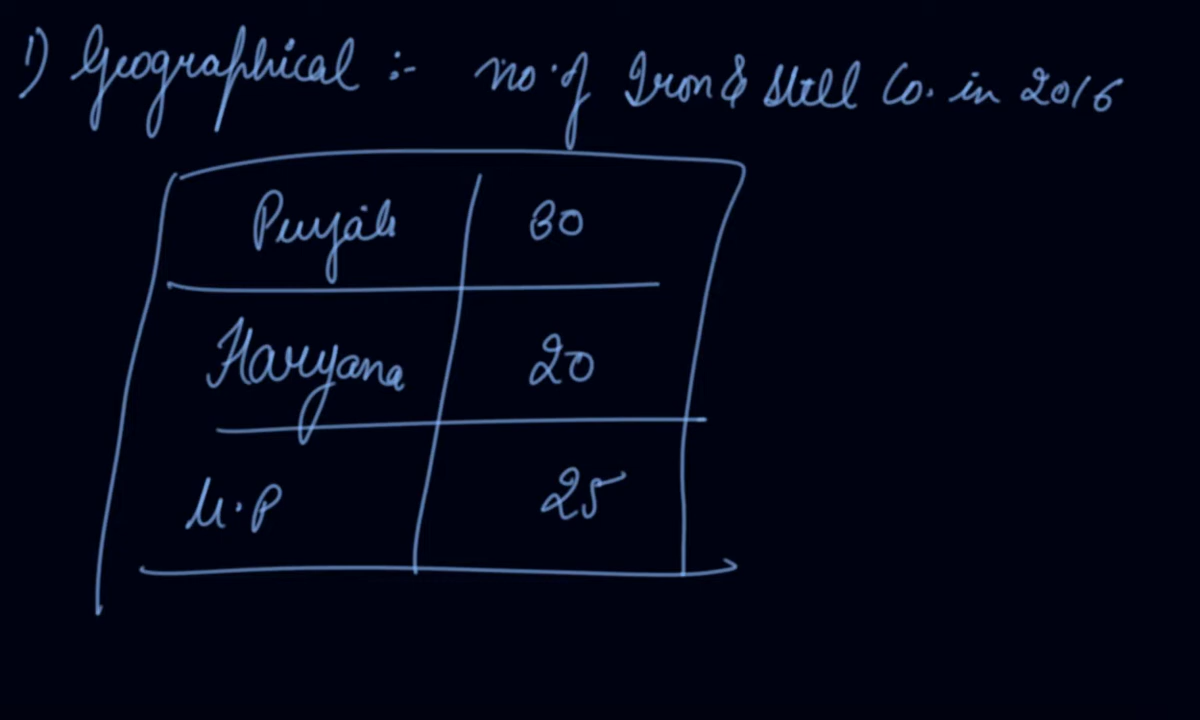 1) Geographical :- no. of Iron & Steel Co. in 2016
Punjab 30
Haryana 20
U.P 25